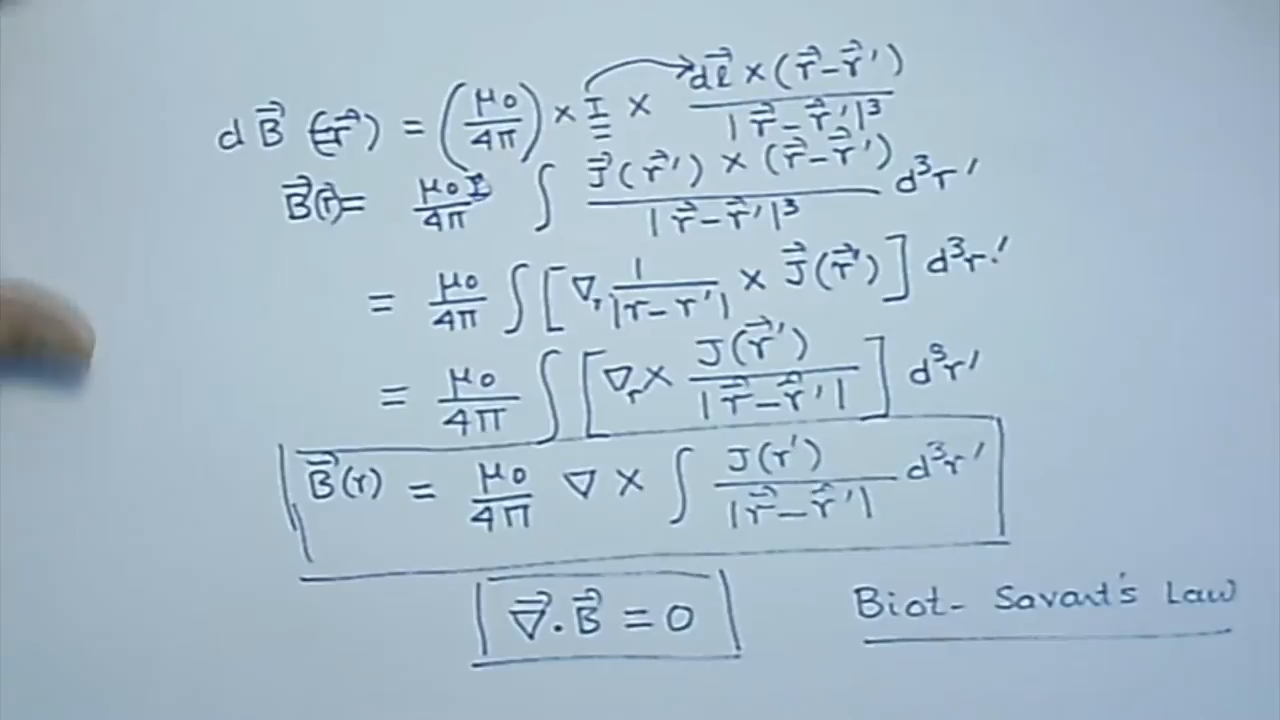 dB⃗ (r⃗) = (μ0/4π) × I × dl⃗ × (r⃗ − r⃗')/|r⃗ − r⃗'|³
B⃗(r) = μ0/4π ∫ J⃗(r⃗') × (r⃗ − r⃗')/|r⃗ − r⃗'|³ d³r'
= μ0/4π ∫ [∇r 1/|r − r'| × J⃗(r⃗')] d³r'
= μ0/4π ∫ [∇r × J(r⃗')/|r⃗ − r⃗'|] d³r'
B⃗(r) = μ0/4π ∇ × ∫ J(r')/|r⃗ − r⃗'| d³r'
∇⃗.B⃗ = 0
Biot- Savart's Law